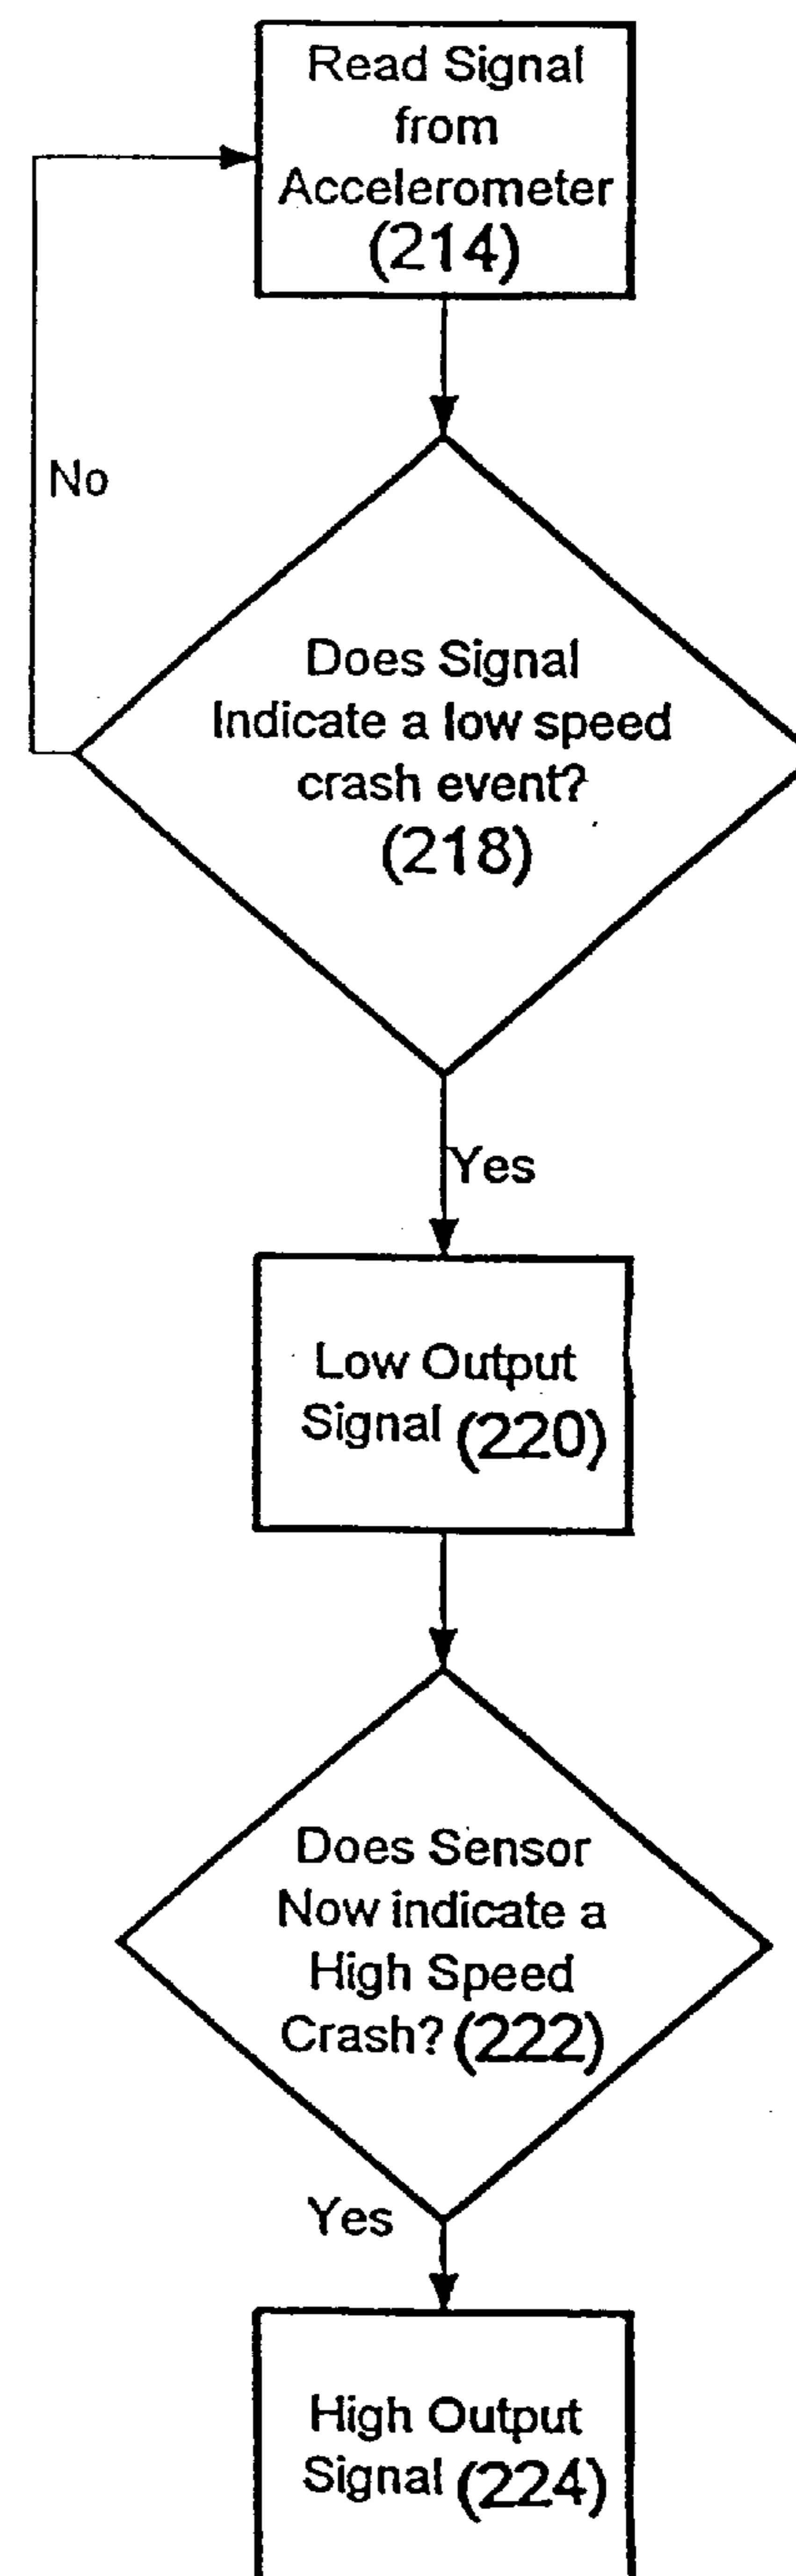 Read Signal
from
Accelerometer
(214)
No
Does Signal
Indicate a low speed
crash event?
(218)
Yes
Low Output
Signal (220)
Does Sensor
Now indicate a
High Speed
Crash? (222)
Yes
High Output
Signal (224)